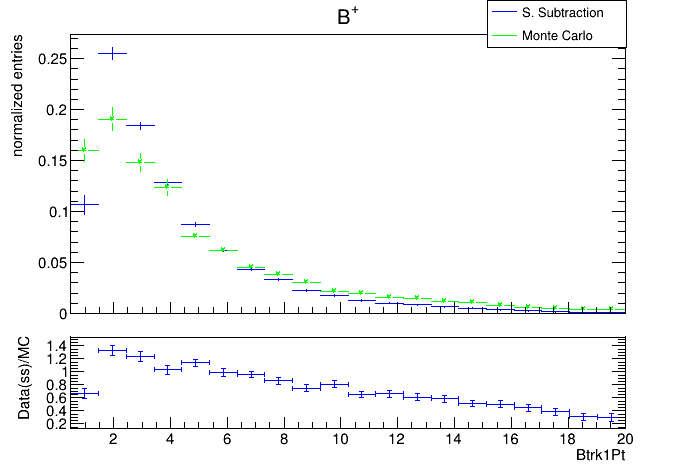 B+
S. Subtraction
Monte Carlo
normalized entries
0.25
0.2
0.15
0.1
0.05
0
Data(ss)/MC
1.4
1.2
1
0.8
0.6
0.4
0.2
2 4 6 8 10 12 14 16 18 20
Btrk1Pt